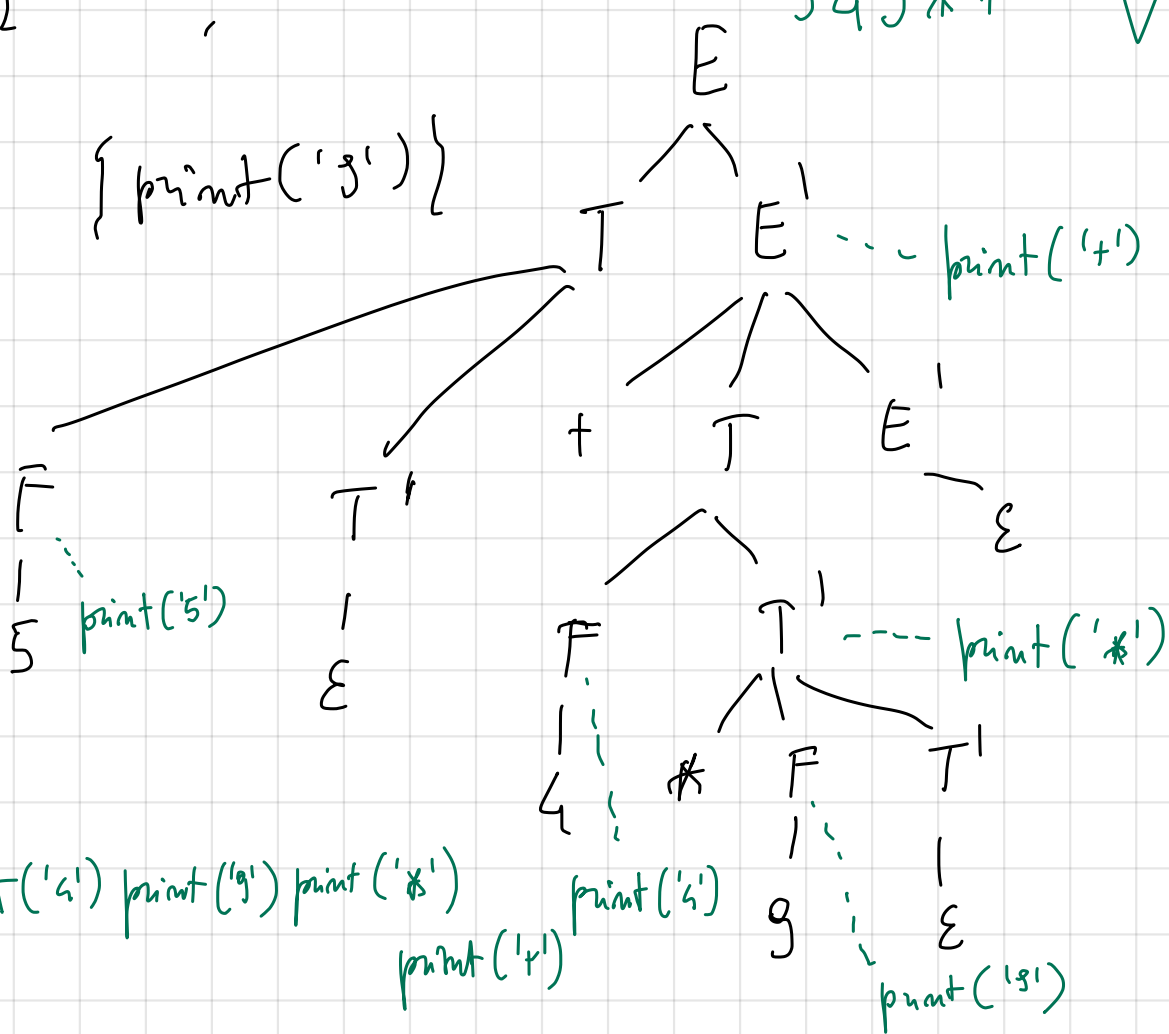 E
{print('9')}
T E' print('+')
+ T E'
F T' ε
5 print('5') ε
F T' print('*')
4 * F T'
('4') print('9') print('*') print('4') 9 ε
print('+')
print('9')